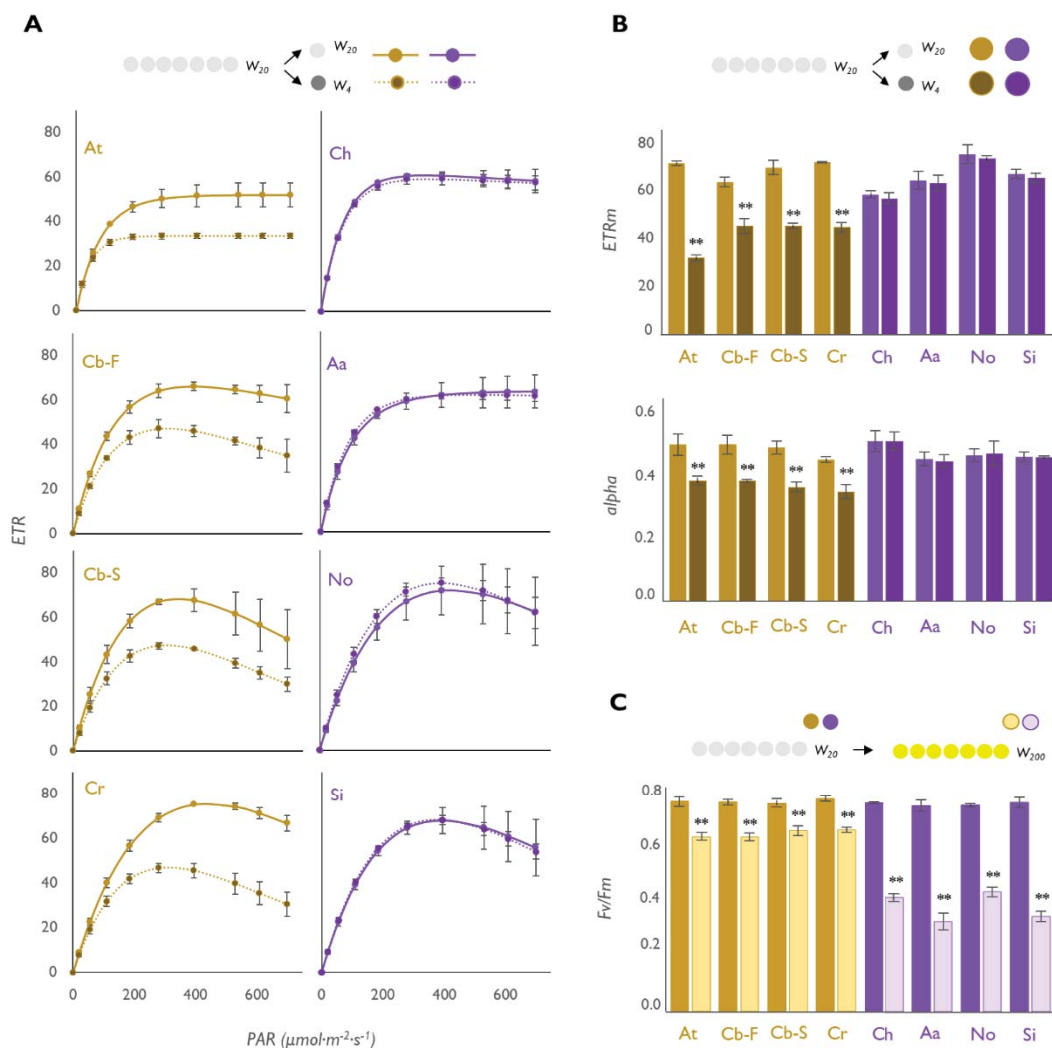 A
W20
W20
W4
At
80
60
40
20
0
Ch
Cb-F
80
60
40
20
0
Aa
ETR
Cb-S
80
60
40
20
0
No
Cr
80
60
40
20
0
Si
0 200 400 600
0 200 400 600
PAR (μmol·m-2·s-1)
B
W20
W20
W4
ETRm
80
60
40
20
0
** ** ** **
At Cb-F Cb-S Cr Ch Aa No Si
alpha
0.6
0.4
0.2
0.0
** ** ** **
At Cb-F Cb-S Cr Ch Aa No Si
C
W20 W200
Fv/Fm
0.8
0.6
0.4
0.2
0.0
** ** ** ** ** ** ** **
At Cb-F Cb-S Cr Ch Aa No Si